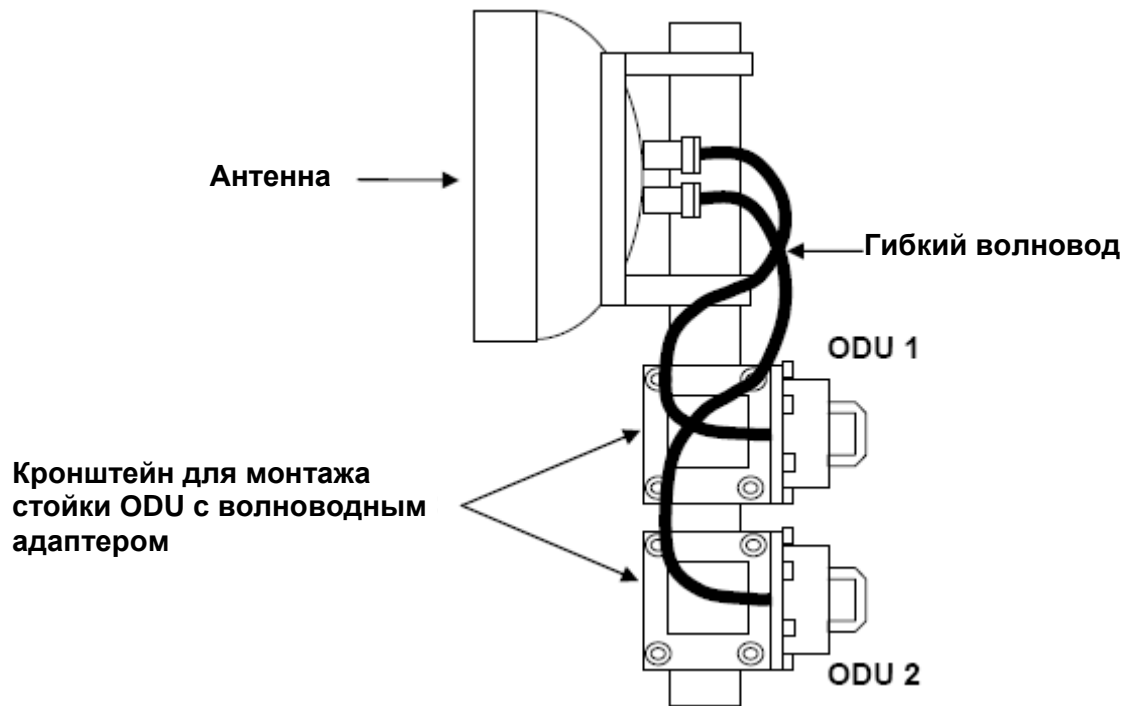 Антенна
Гибкий волновод
ODU 1
Кронштейн для монтажа
стойки ODU с волноводным
адаптером
ODU 2